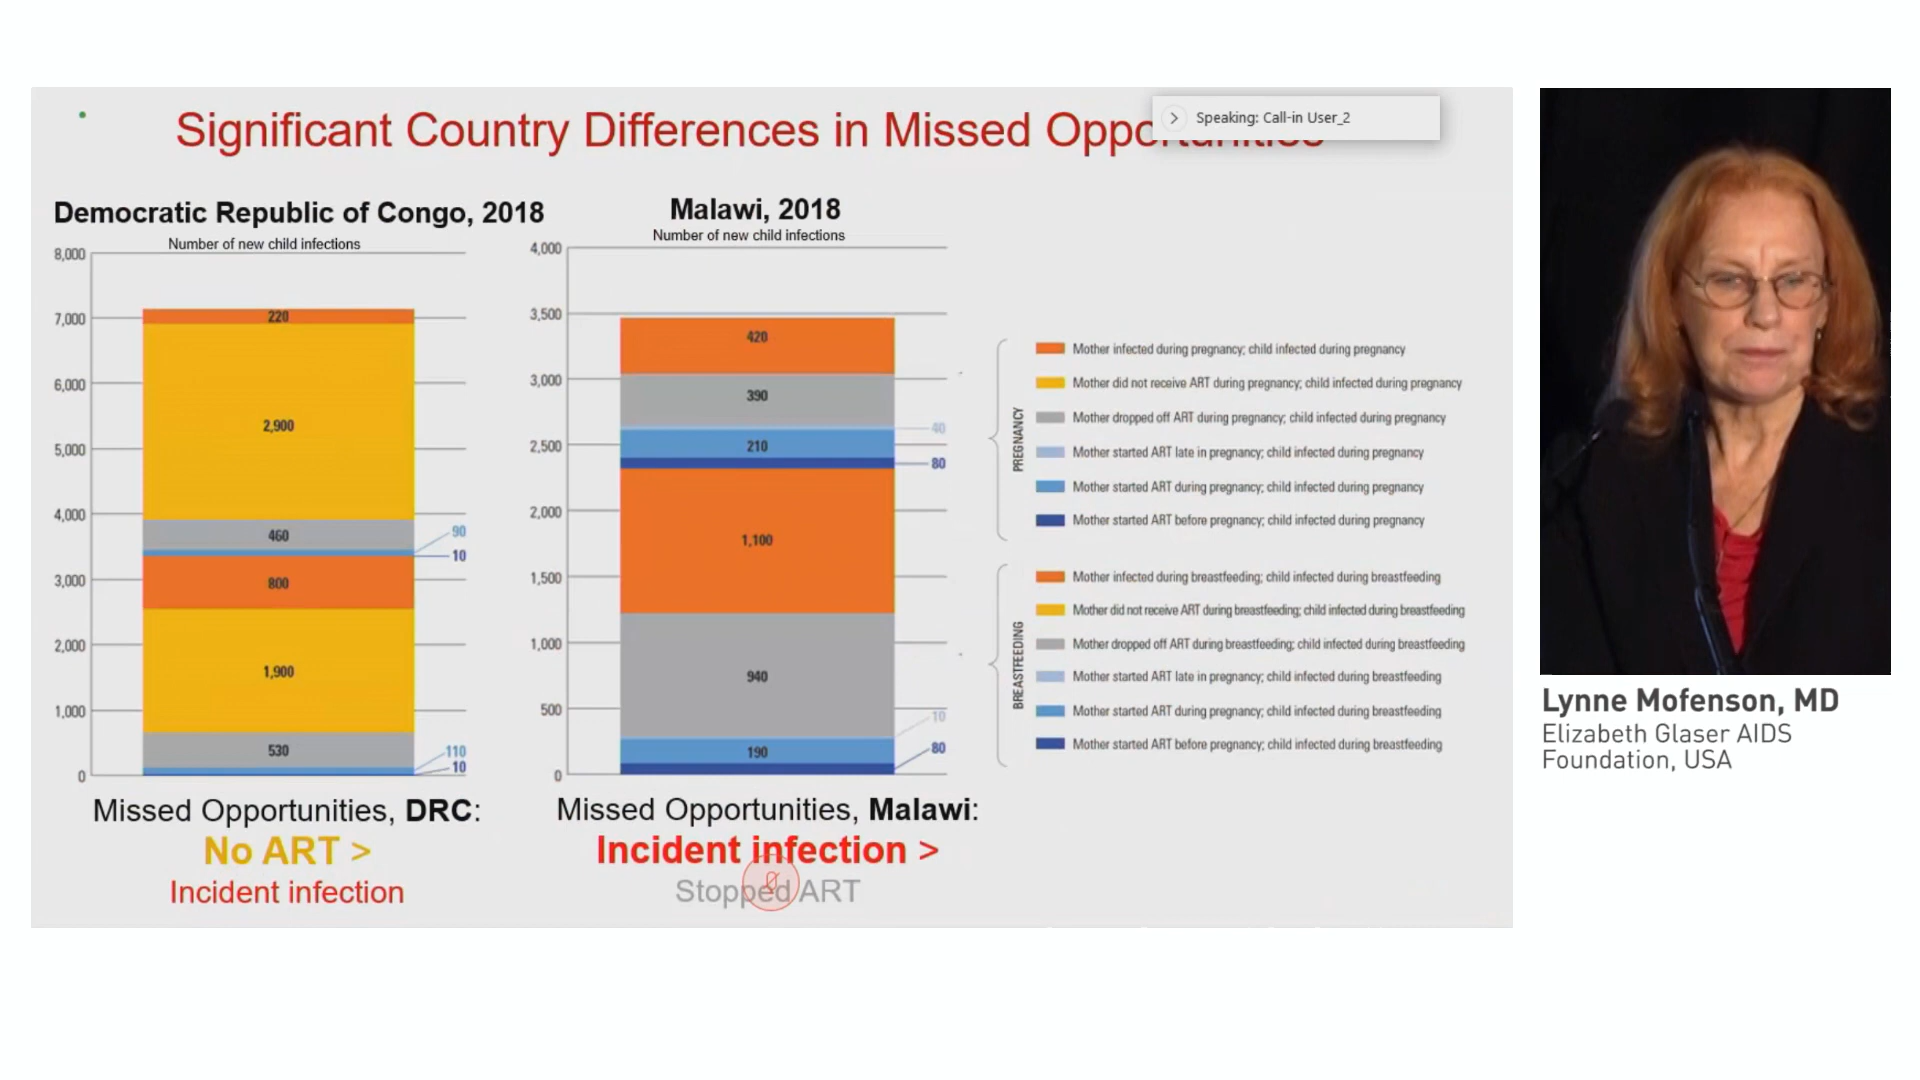 Significant Country Differences in Missed Opportunities
Speaking: Call-in User_2
Democratic Republic of Congo, 2018
Number of new child infections
8,000
7,000
6,000
5,000
4,000
3,000
2,000
1,000
0
220
2,900
460
90
10
800
1,900
530
110
10
Missed Opportunities, DRC:
No ART >
Incident infection
Malawi, 2018
Number of new child infections
4,000
3,500
3,000
2,500
2,000
1,500
1,000
500
0
420
390
40
210
80
1,100
940
10
190
80
Missed Opportunities, Malawi:
Incident infection >
Stopped ART
PREGNANCY
Mother infected during pregnancy; child infected during pregnancy
Mother did not receive ART during pregnancy; child infected during pregnancy
Mother dropped off ART during pregnancy; child infected during pregnancy
Mother started ART late in pregnancy; child infected during pregnancy
Mother started ART during pregnancy; child infected during pregnancy
Mother started ART before pregnancy; child infected during pregnancy
BREASTFEEDING
Mother infected during breastfeeding; child infected during breastfeeding
Mother did not receive ART during breastfeeding; child infected during breastfeeding
Mother dropped off ART during breastfeeding; child infected during breastfeeding
Mother started ART late in pregnancy; child infected during breastfeeding
Mother started ART during pregnancy; child infected during breastfeeding
Mother started ART before pregnancy; child infected during breastfeeding
Lynne Mofenson, MD
Elizabeth Glaser AIDS
Foundation, USA